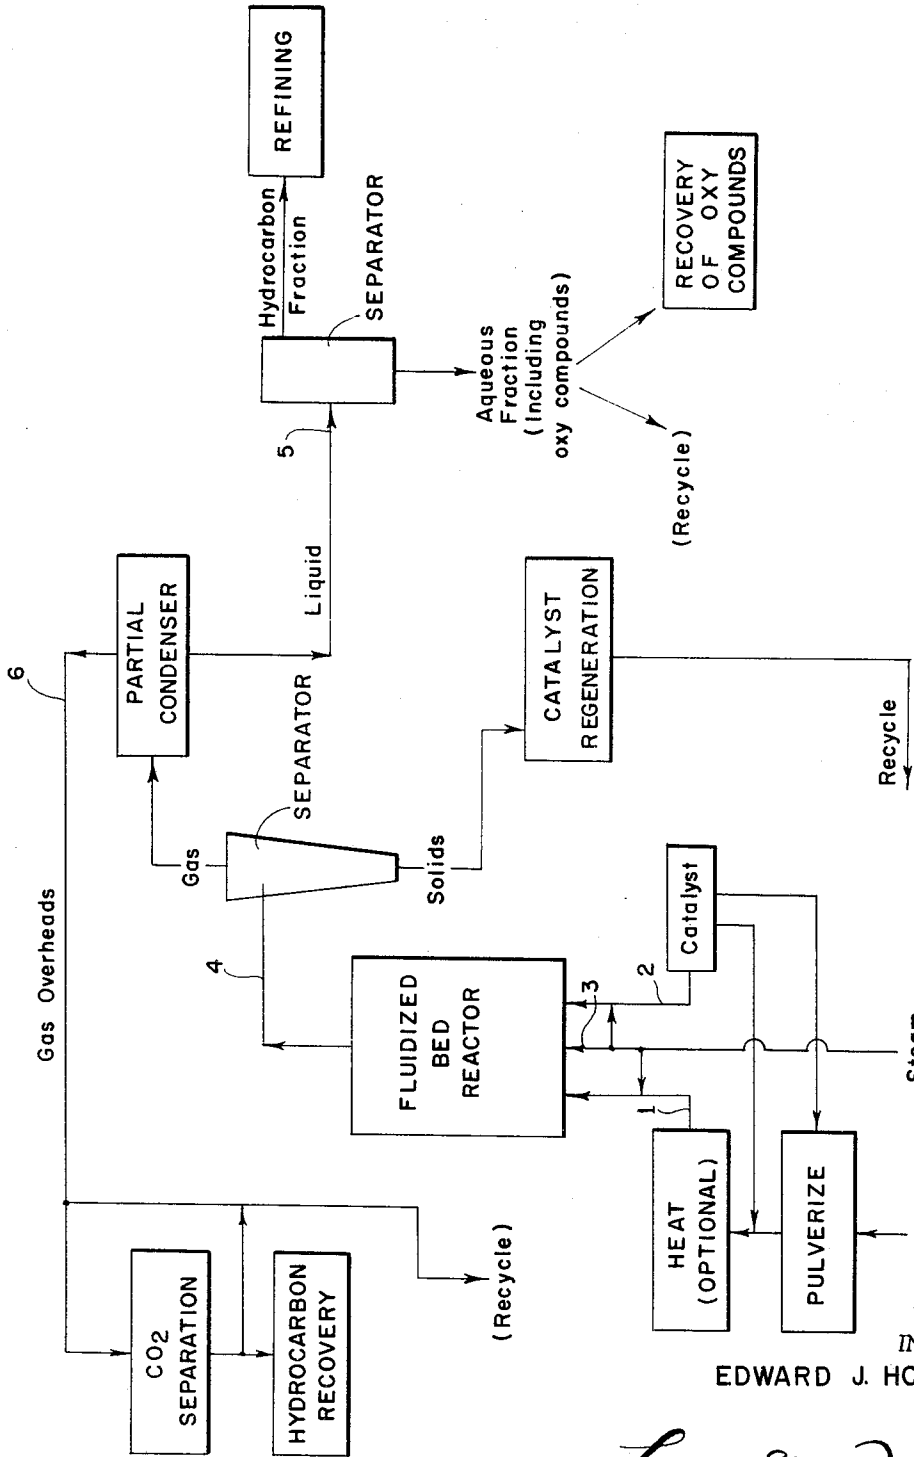 6
Gas Overheads
CO2
SEPARATION
HYDROCARBON
RECOVERY
(Recycle)
PARTIAL
CONDENSER
Gas
SEPARATOR
Solids
4
FLUIDIZED
BED
REACTOR
Liquid
5
SEPARATOR
Hydrocarbon
Fraction
REFINING
Aqueous
Fraction
(Including
oxy compounds)
(Recycle)
RECOVERY
OF OXY
COMPOUNDS
CATALYST
REGENERATION
Recycle
Catalyst
1
2
3
HEAT
(OPTIONAL)
PULVERIZE
Steam
IN
EDWARD J. HO